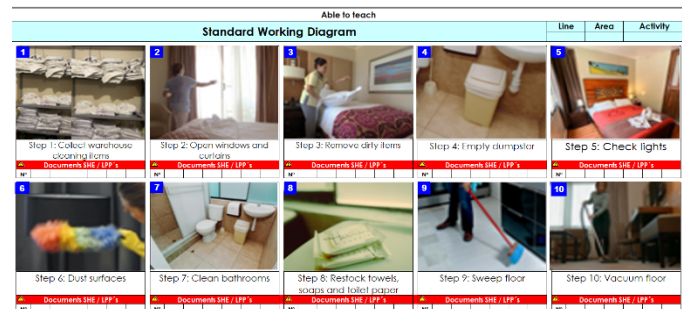 Able to teach
Standard Working Diagram
Line Area Activity
1 2 3 4 5
Step 1: Collect warehouse cleaning items
Step 2: Open windows and curtains
Step 3: Remove dirty items
Step 4: Empty dumpster
Step 5: Check lights
Documents SHE / LPP´s Documents SHE / LPP´s Documents SHE / LPP´s Documents SHE / LPP´s Documents SHE / LPP´s
N° N° N° N° N°
6 7 8 9 10
Step 6: Dust surfaces
Step 7: Clean bathrooms
Step 8: Restock towels, soaps and toilet paper
Step 9: Sweep floor
Step 10: Vacuum floor
Documents SHE / LPP´s Documents SHE / LPP´s Documents SHE / LPP´s Documents SHE / LPP´s Documents SHE / LPP´s